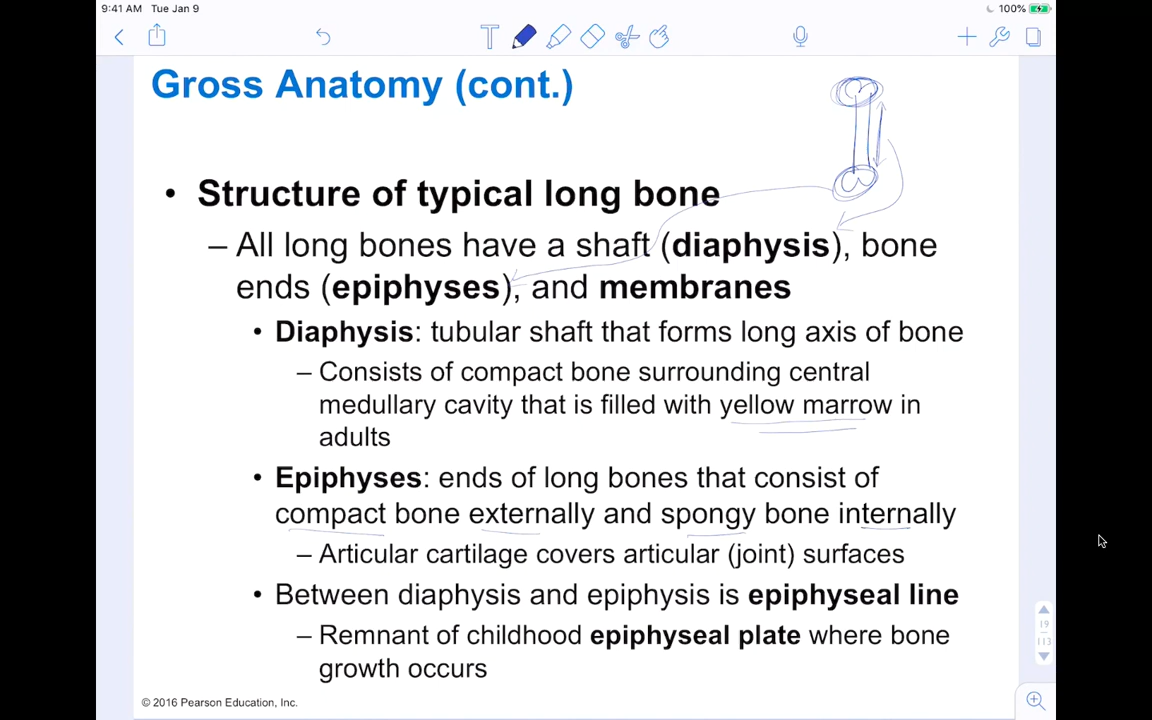 9:41 AM Tue Jan 9
100%
T
Gross Anatomy (cont.)
• Structure of typical long bone
– All long bones have a shaft (diaphysis), bone
ends (epiphyses), and membranes
• Diaphysis: tubular shaft that forms long axis of bone
– Consists of compact bone surrounding central
medullary cavity that is filled with yellow marrow in
adults
• Epiphyses: ends of long bones that consist of
compact bone externally and spongy bone internally
– Articular cartilage covers articular (joint) surfaces
• Between diaphysis and epiphysis is epiphyseal line
– Remnant of childhood epiphyseal plate where bone
growth occurs
19
113
© 2016 Pearson Education, Inc.